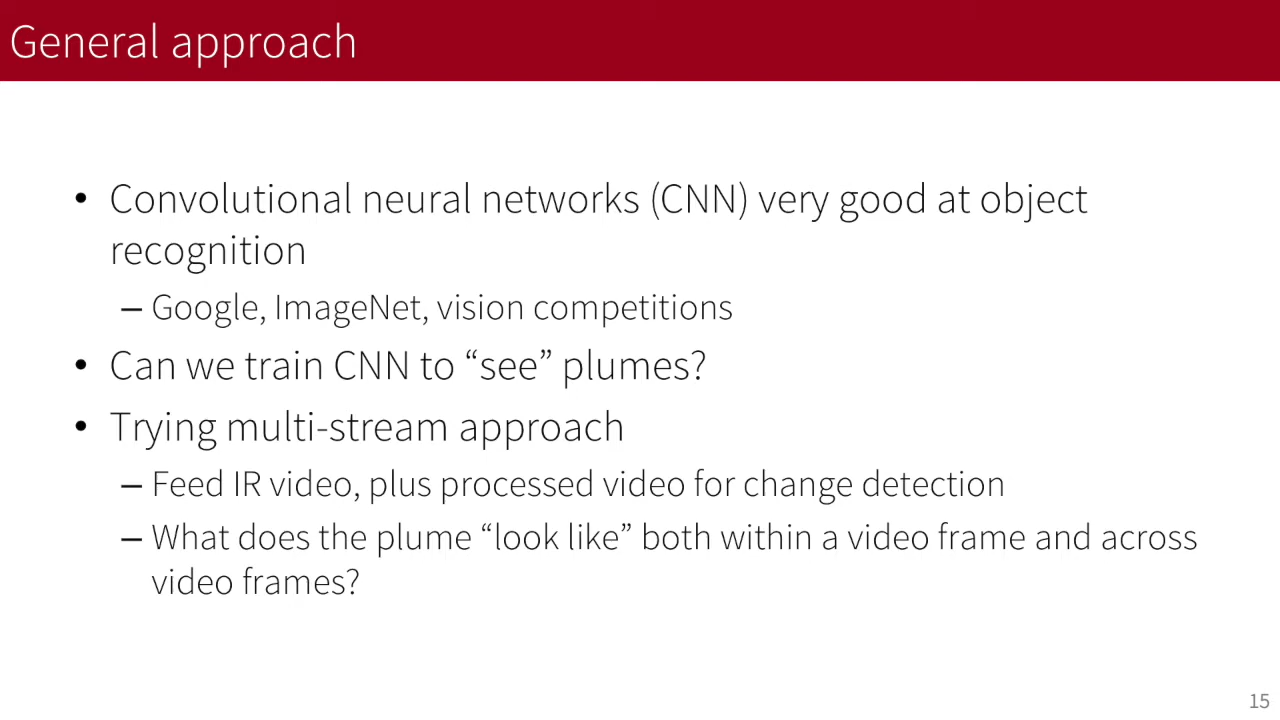 General approach
• Convolutional neural networks (CNN) very good at object
recognition
– Google, ImageNet, vision competitions
• Can we train CNN to “see” plumes?
• Trying multi-stream approach
– Feed IR video, plus processed video for change detection
– What does the plume “look like” both within a video frame and across
video frames?
15